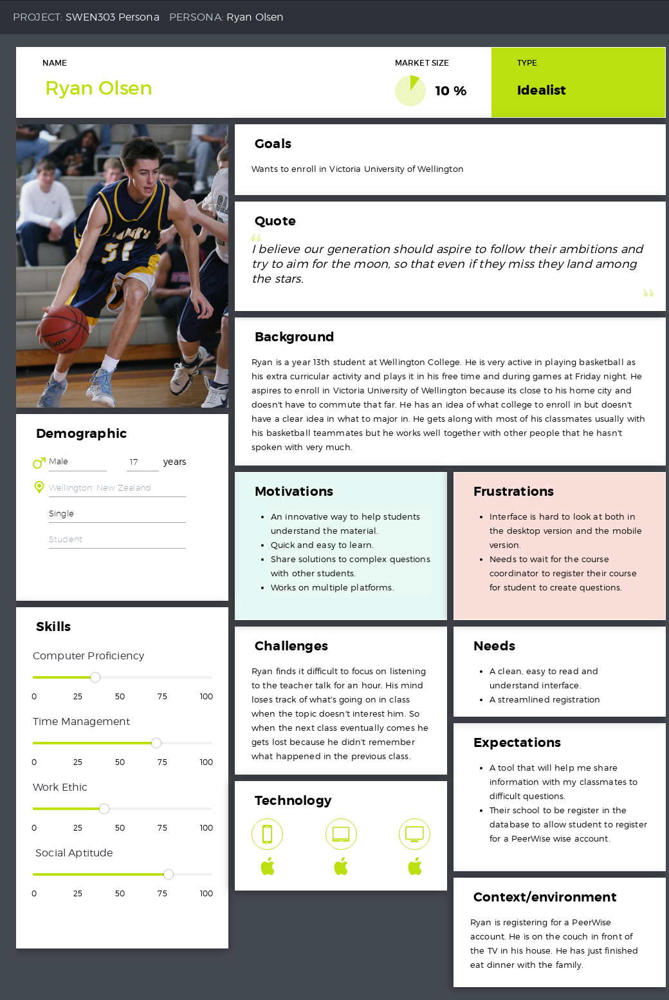 PROJECT: SWEN303 Persona PERSONA: Ryan Olsen
NAME
Ryan Olsen
MARKET SIZE
10 %
TYPE
Idealist
31
Wilson
Goals
Wants to enroll in Victoria University of Wellington
Quote
“
I believe our generation should aspire to follow their ambitions and
try to aim for the moon, so that even if they miss they land among
the stars.
”
Background
Ryan is a year 13th student at Wellington College. He is very active in playing basketball as
his extra curricular activity and plays it in his free time and during games at Friday night. He
aspires to enroll in Victoria University of Wellington because its close to his home city and
doesn't have to commute that far. He has an idea of what college to enroll in but doesn't
have a clear idea in what to major in. He gets along with most of his classmates usually with
his basketball teammates but he works well together with other people that he hasn't
spoken with very much.
Demographic
Male 17 years
Wellington, New Zealand
Single
Student
Skills
Computer Proficiency
0 25 50 75 100
Time Management
0 25 50 75 100
Work Ethic
0 25 50 75 100
Social Aptitude
0 25 50 75 100
Motivations
• An innovative way to help students
understand the material.
• Quick and easy to learn.
• Share solutions to complex questions
with other students.
• Works on multiple platforms.
Frustrations
• Interface is hard to look at both in
the desktop version and the mobile
version.
• Needs to wait for the course
coordinator to register their course
for student to create questions.
Challenges
Ryan finds it difficult to focus on listening
to the teacher talk for an hour. His mind
loses track of what's going on in class
when the topic doesn't interest him. So
when the next class eventually comes he
gets lost because he didn't remember
what happened in the previous class.
Needs
• A clean, easy to read and
understand interface.
• A streamlined registration
Expectations
• A tool that will help me share
information with my classmates to
difficult questions.
• Their school to be register in the
database to allow student to register
for a PeerWise wise account.
Technology
Context/environment
Ryan is registering for a PeerWise
account. He is on the couch in front of
the TV in his house. He has just finished
eat dinner with the family.